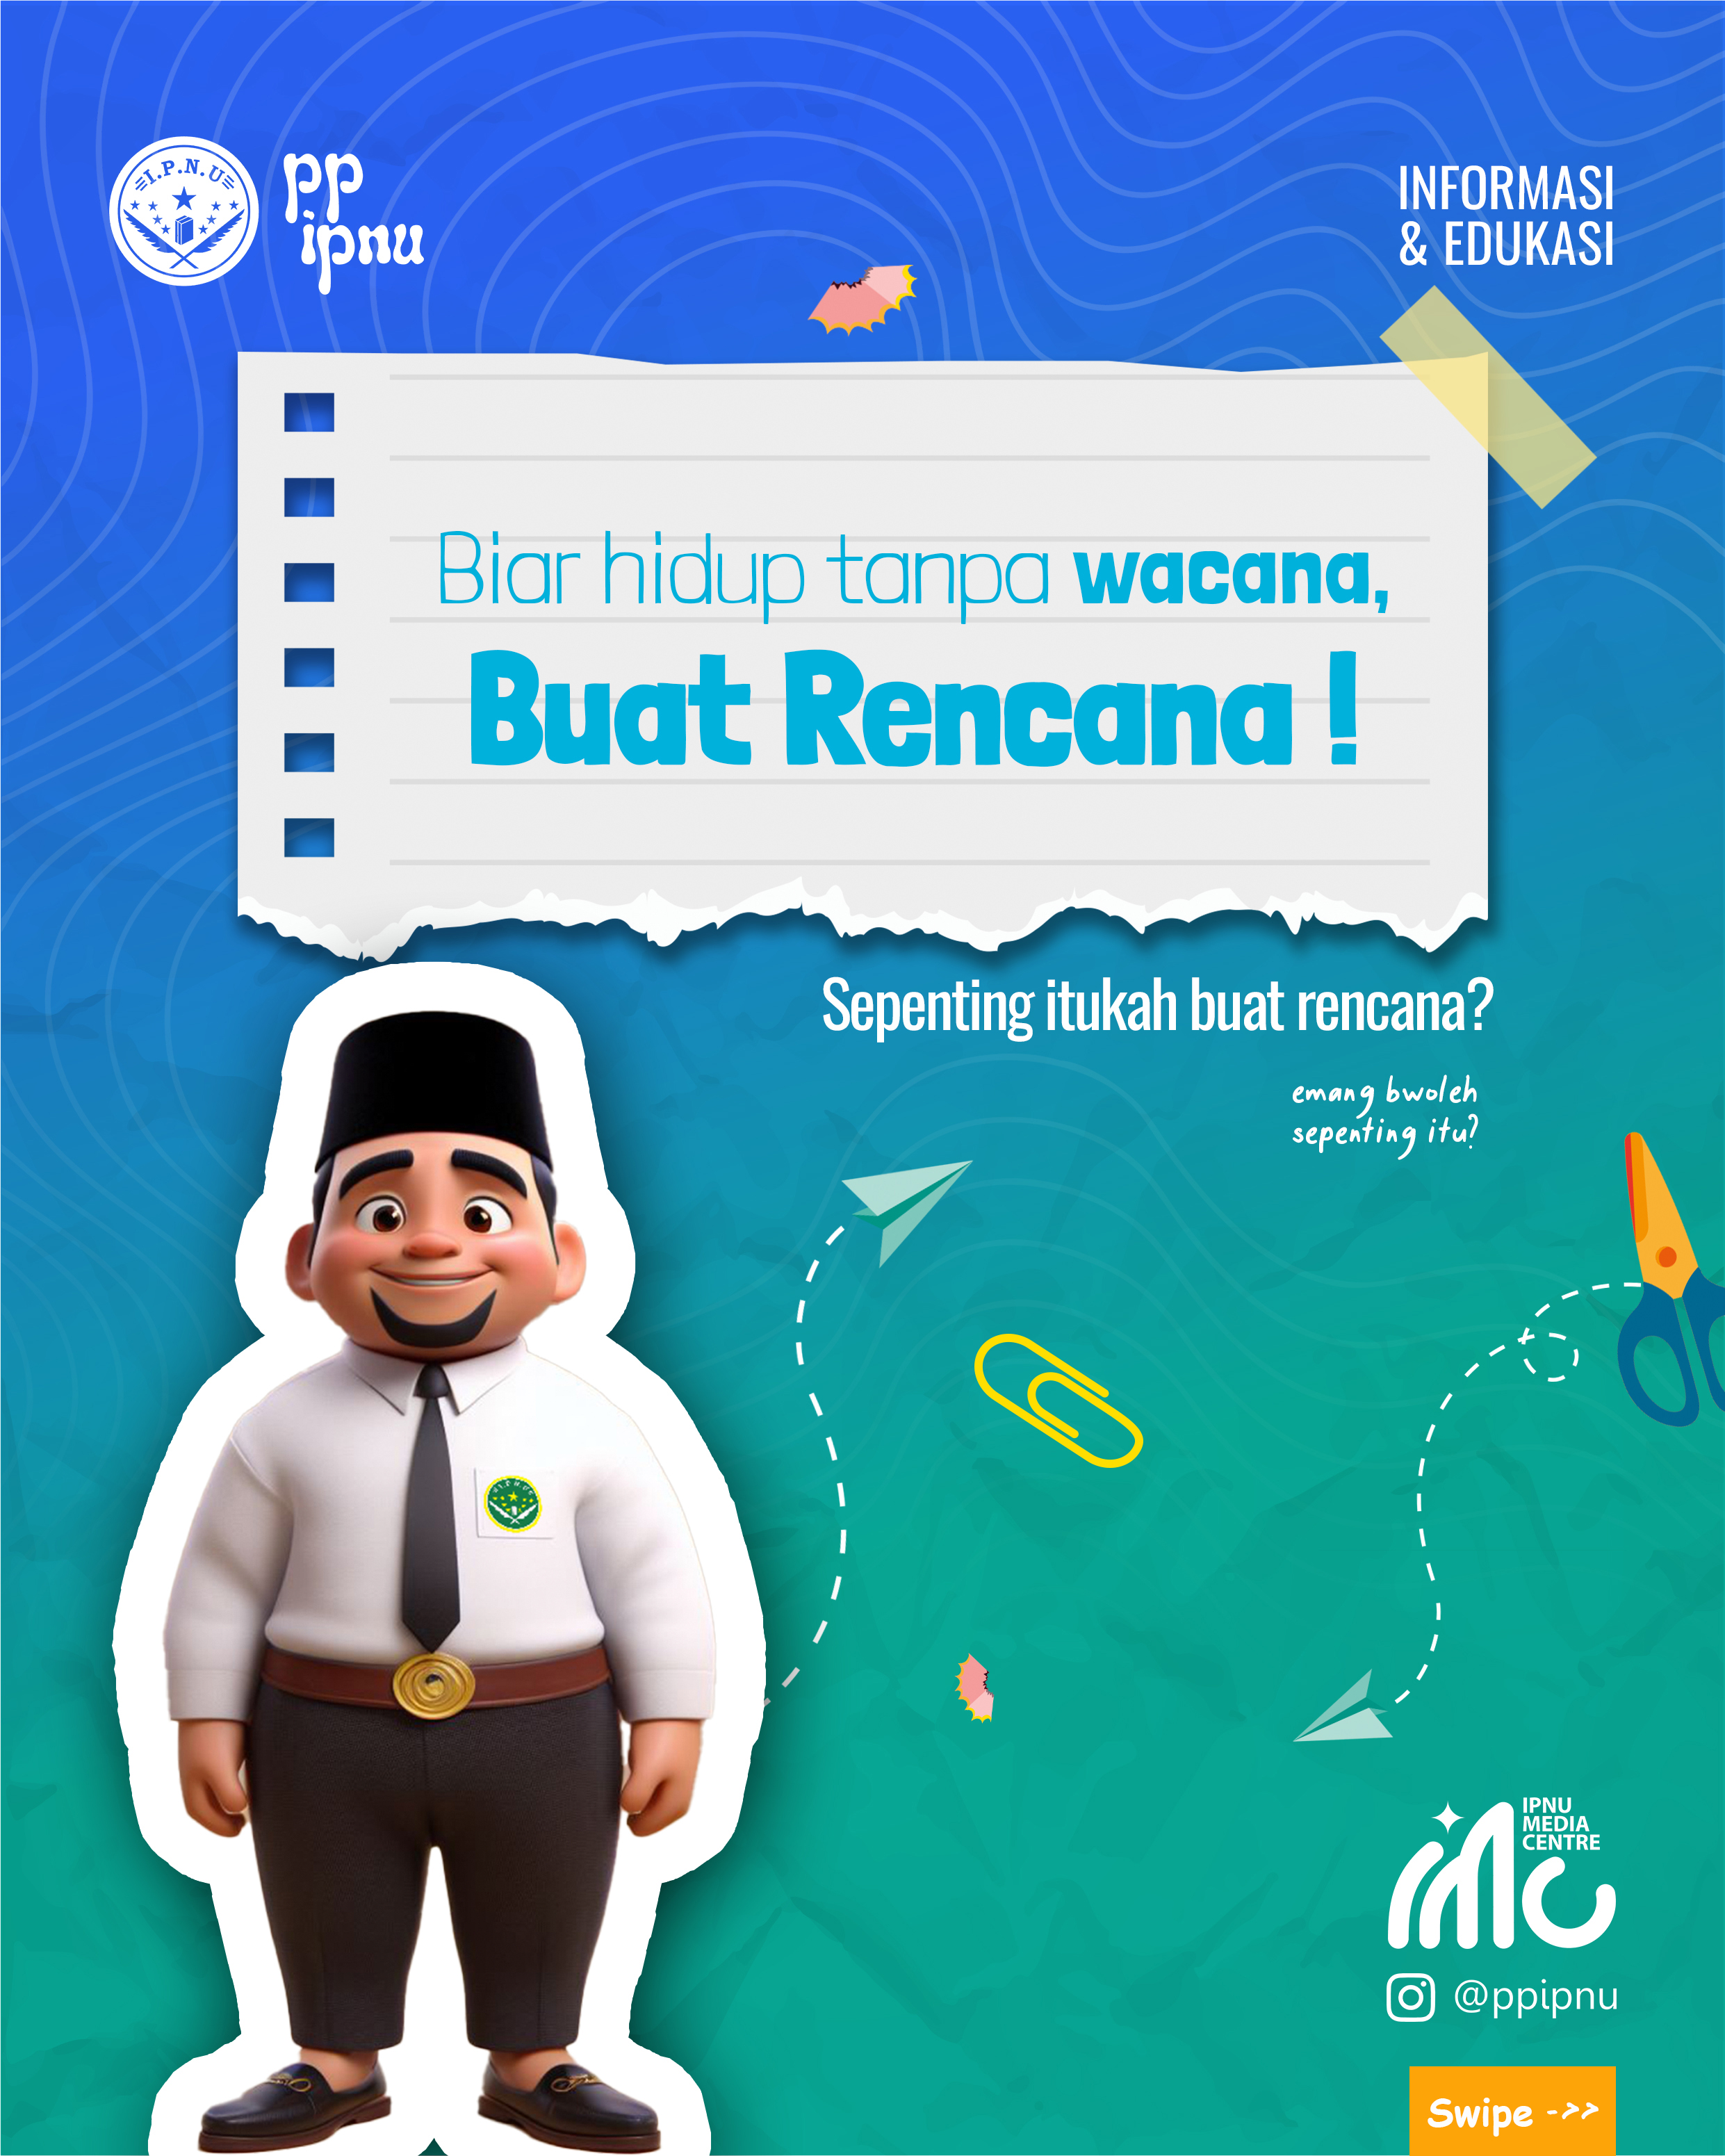 I.P.N.U
pp
ipnu
INFORMASI
& EDUKASI
Biar hidup tanpa wacana,
Buat Rencana !
Sepenting itukah buat rencana?
emang bwoleh
sepenting itu?
I.P.N.U
IPNU
MEDIA
CENTRE
iMC
@ppipnu
Swipe ->>